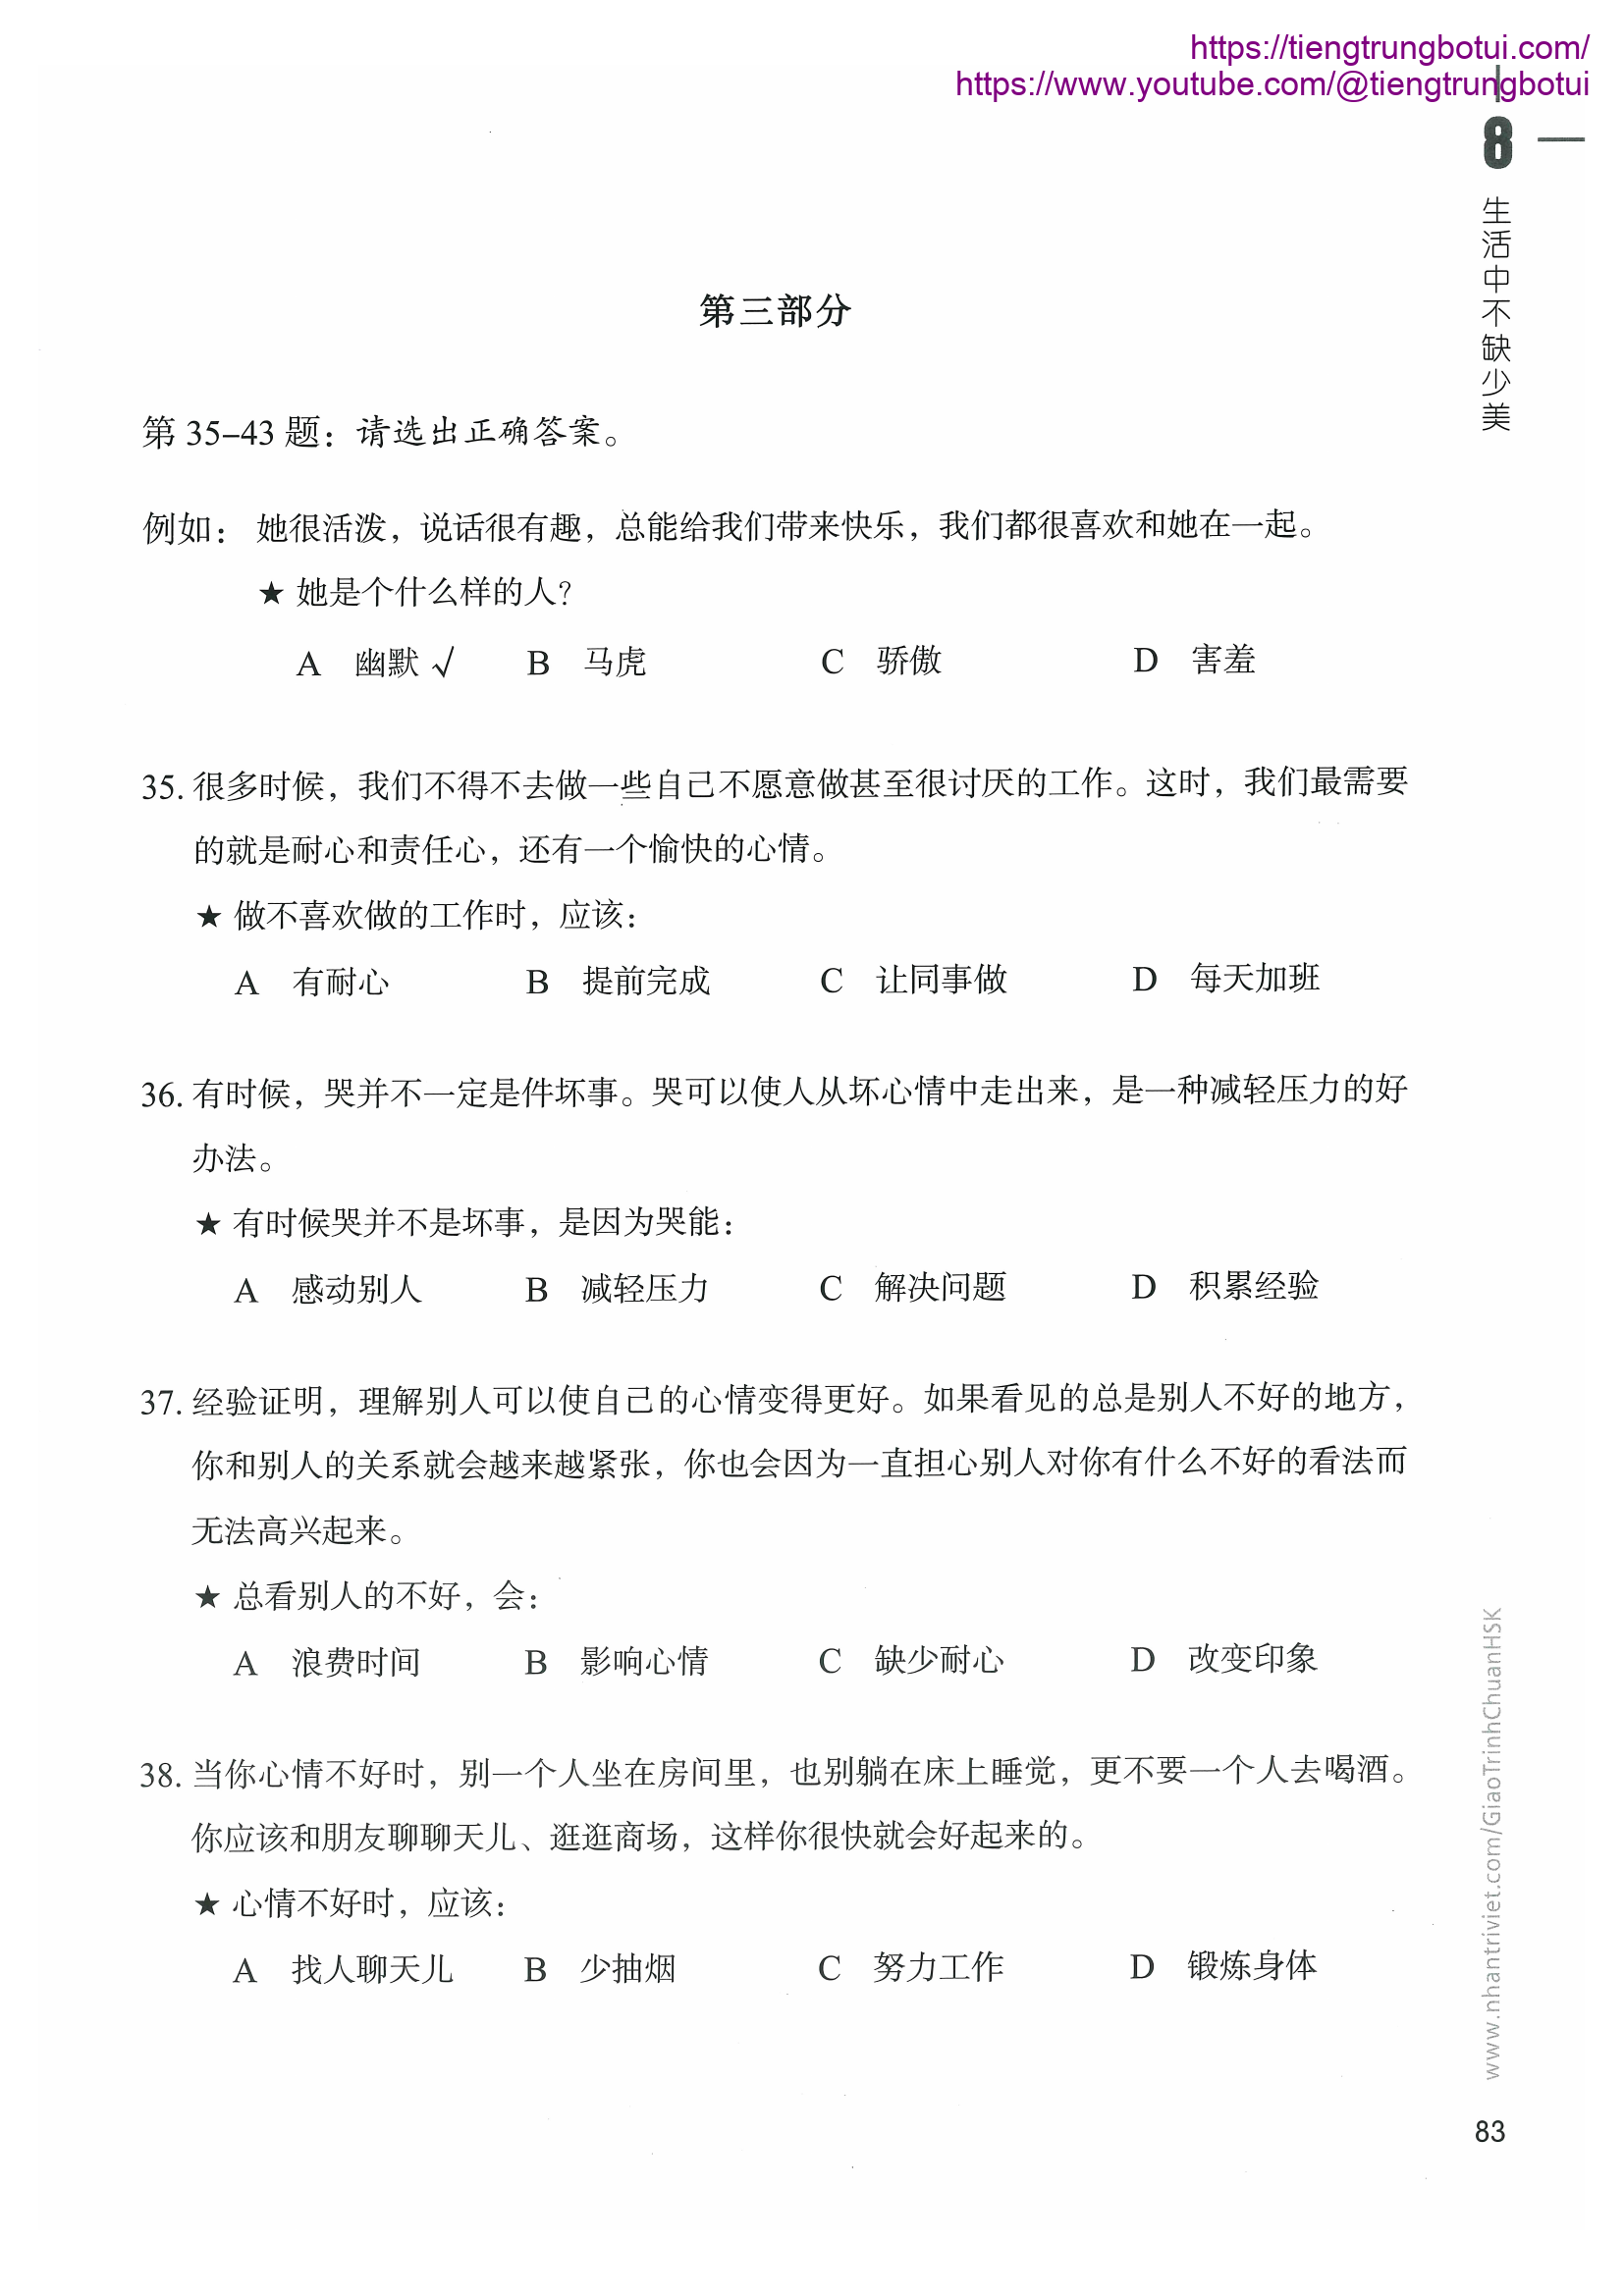 https://tiengtrungbotui.com/
https://www.youtube.com/@tiengtrungbotui
8
生活中不缺少美
第三部分
第 35–43 题：请选出正确答案。
例如： 她很活泼，说话很有趣，总能给我们带来快乐，我们都很喜欢和她在一起。
★ 她是个什么样的人？
A 幽默 √ B 马虎 C 骄傲 D 害羞
35. 很多时候，我们不得不去做一些自己不愿意做甚至很讨厌的工作。这时，我们最需要
的就是耐心和责任心，还有一个愉快的心情。
★ 做不喜欢做的工作时，应该：
A 有耐心 B 提前完成 C 让同事做 D 每天加班
36. 有时候，哭并不一定是件坏事。哭可以使人从坏心情中走出来，是一种减轻压力的好
办法。
★ 有时候哭并不是坏事，是因为哭能：
A 感动别人 B 减轻压力 C 解决问题 D 积累经验
37. 经验证明，理解别人可以使自己的心情变得更好。如果看见的总是别人不好的地方，
你和别人的关系就会越来越紧张，你也会因为一直担心别人对你有什么不好的看法而
无法高兴起来。
★ 总看别人的不好，会：
A 浪费时间 B 影响心情 C 缺少耐心 D 改变印象
38. 当你心情不好时，别一个人坐在房间里，也别躺在床上睡觉，更不要一个人去喝酒。
你应该和朋友聊聊天儿、逛逛商场，这样你很快就会好起来的。
★ 心情不好时，应该：
A 找人聊天儿 B 少抽烟 C 努力工作 D 锻炼身体
www.nhantriviet.com/GiaoTrinhChuanHSK
83